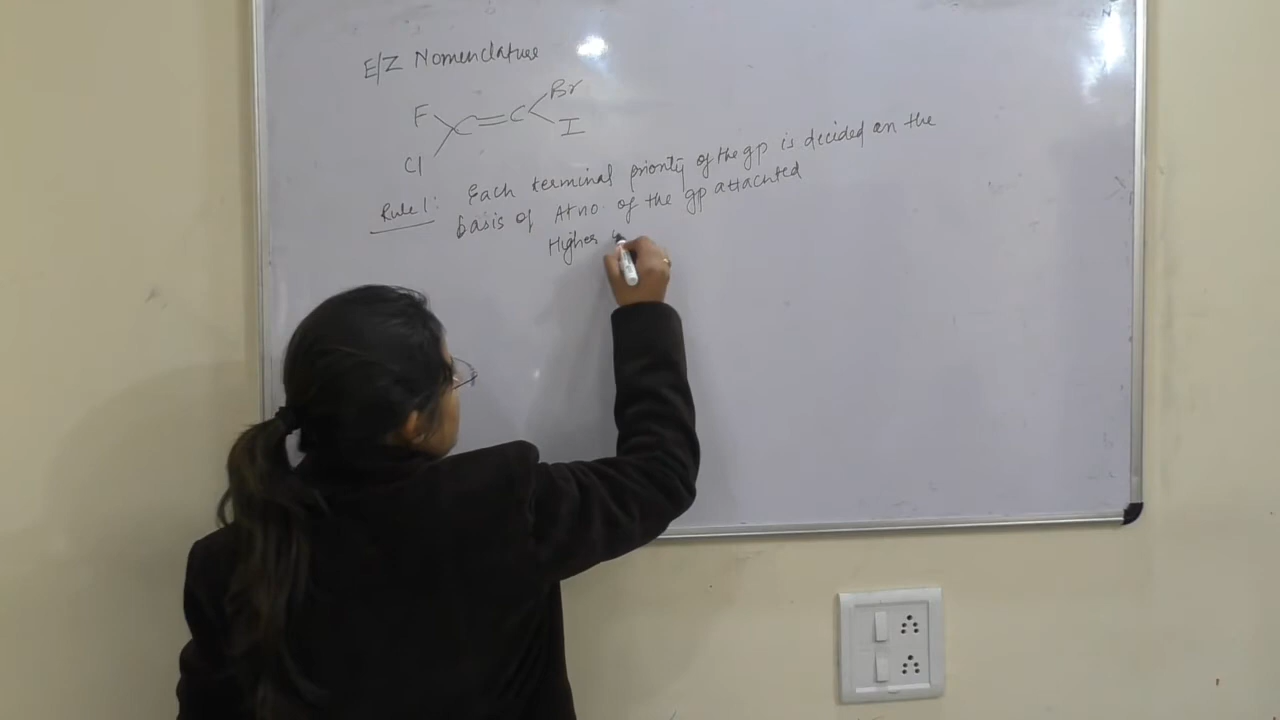 E/Z Nomenclature
F Br
C=C
Cl I
Rule 1: Each terminal priority of the gp is decided on the
basis of At no. of the gp attachted
Higher